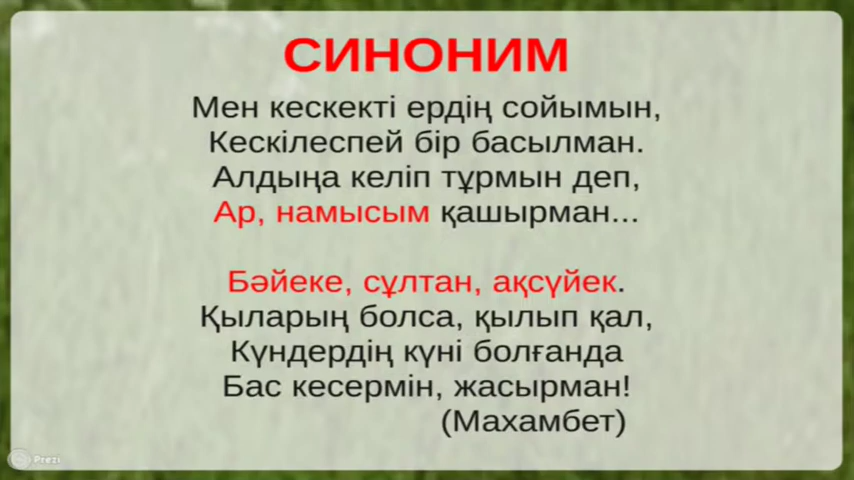 СИНОНИМ
Мен кескекті ердің сойымын,
Кескілеспей бір басылман.
Алдыңа келіп тұрмын деп,
Ар, намысым қашырман...
Бәйеке, сұлтан, ақсүйек.
Қыларың болса, қылып қал,
Күндердің күні болғанда
Бас кесермін, жасырман!
(Махамбет)
Prezi